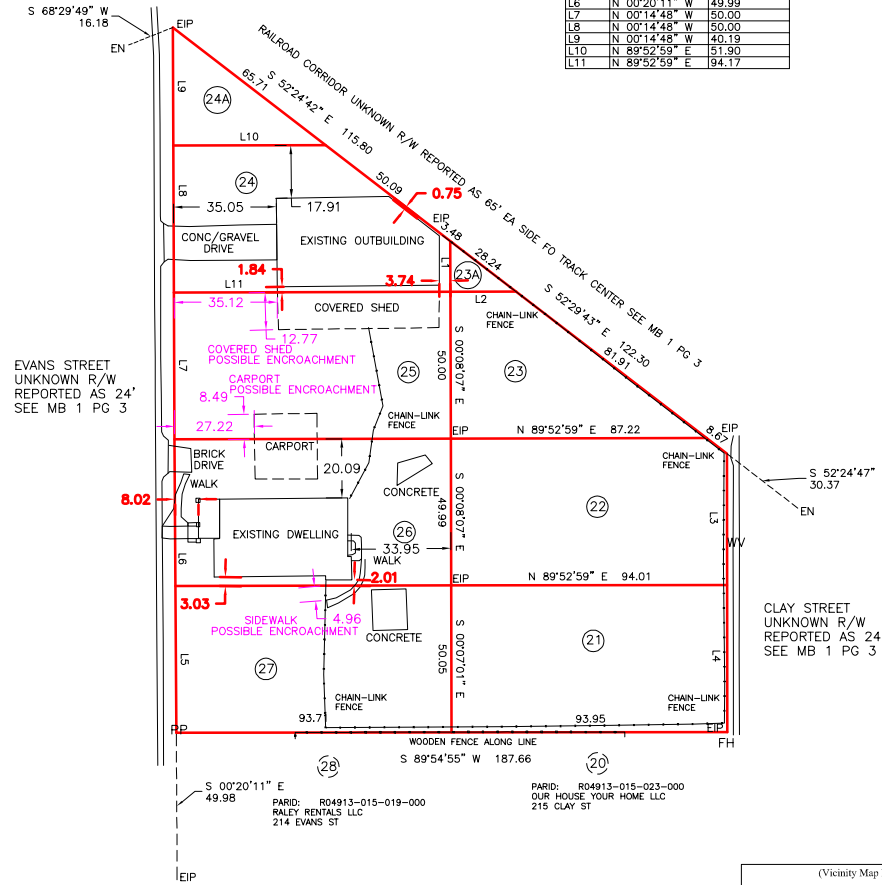 S 68°29'49" W
16.18
EIP
EN
L6 N 00°20'11" W 49.99
L7 N 00°14'48" W 50.00
L8 N 00°14'48" W 50.00
L9 N 00°14'48" W 40.19
L10 N 89°52'59" E 51.90
L11 N 89°52'59" E 94.17
RAILROAD CORRIDOR UNKNOWN R/W REPORTED AS 65' EA SIDE FO TRACK CENTER SEE MB 1 PG 3
S 52°24'42" E 115.80
65.71
L9
24A
L10
50.09
0.75
L8
24
35.05
17.91
EIP
3.48
28.24
CONC/GRAVEL
DRIVE
EXISTING OUTBUILDING
L1
23A
1.84
3.74
L11
L2
S 52°29'43" E 122.30
81.91
35.12
COVERED SHED
CHAIN-LINK
FENCE
12.77
COVERED SHED
POSSIBLE ENCROACHMENT
EVANS STREET
UNKNOWN R/W
REPORTED AS 24'
SEE MB 1 PG 3
L7
50.00
S 00°08'07" E
25
23
CARPORT
POSSIBLE ENCROACHMENT
8.49
27.22
CHAIN-LINK
FENCE
EIP
N 89°52'59" E 87.22
8.67
EIP
CARPORT
BRICK
DRIVE
20.09
CHAIN-LINK
FENCE
S 52°24'47"
30.37
EN
WALK
8.02
CONCRETE
49.99
S 00°08'07" E
22
L3
EXISTING DWELLING
26
33.95
WV
WALK
L6
2.01
EIP
N 89°52'59" E 94.01
3.03
4.96
SIDEWALK
POSSIBLE ENCROACHMENT
CONCRETE
CLAY STREET
UNKNOWN R/W
REPORTED AS 24
SEE MB 1 PG 3
L5
27
50.05
S 00°07'01" E
21
L4
CHAIN-LINK
FENCE
CHAIN-LINK
FENCE
93.7
93.95
PP
EIP
WOODEN FENCE ALONG LINE
FH
S 89°54'55" W 187.66
28
20
S 00°20'11" E
49.98
PARID: R04913-015-019-000
RALEY RENTALS LLC
214 EVANS ST
PARID: R04913-015-023-000
OUR HOUSE YOUR HOME LLC
215 CLAY ST
EIP
(Vicinity Map